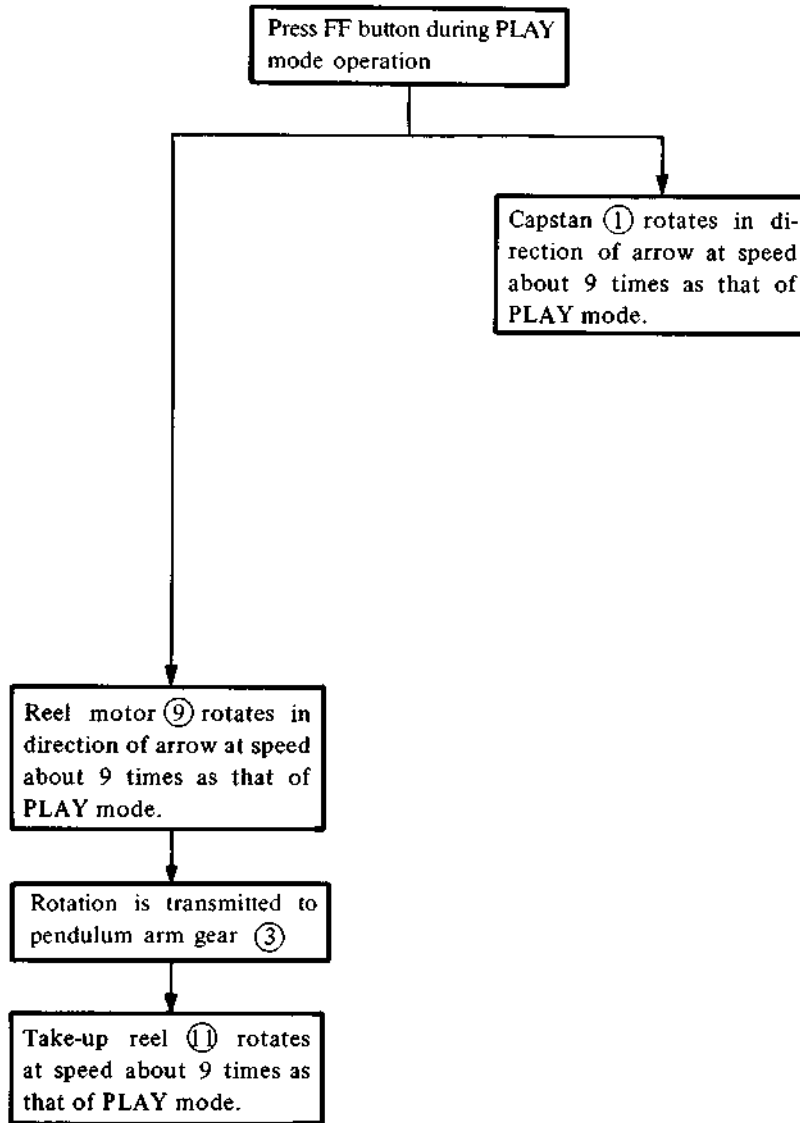 Press FF button during PLAY
mode operation
Capstan ① rotates in di-
rection of arrow at speed
about 9 times as that of
PLAY mode.
Reel motor ⑨ rotates in
direction of arrow at speed
about 9 times as that of
PLAY mode.
Rotation is transmitted to
pendulum arm gear ③
Take-up reel ⑪ rotates
at speed about 9 times as
that of PLAY mode.